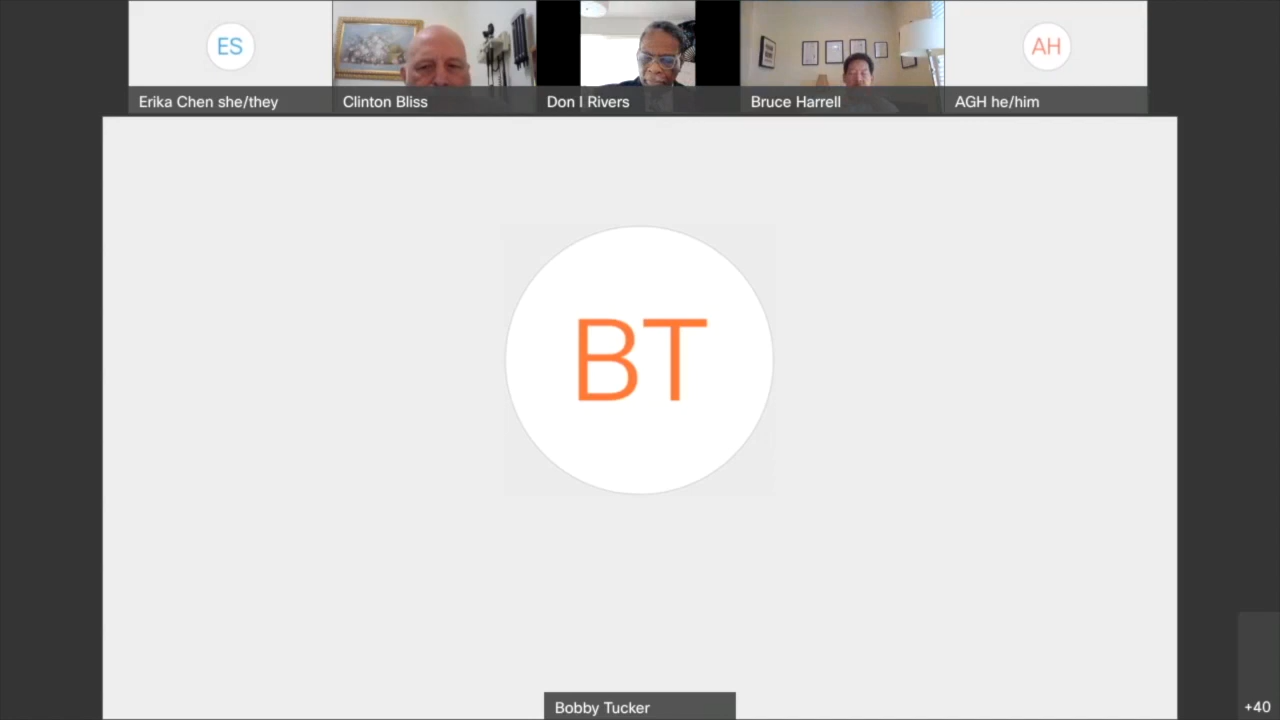 ES
AH
Erika Chen she/they
Clinton Bliss
Don I Rivers
Bruce Harrell
AGH he/him
BT
Bobby Tucker
+40